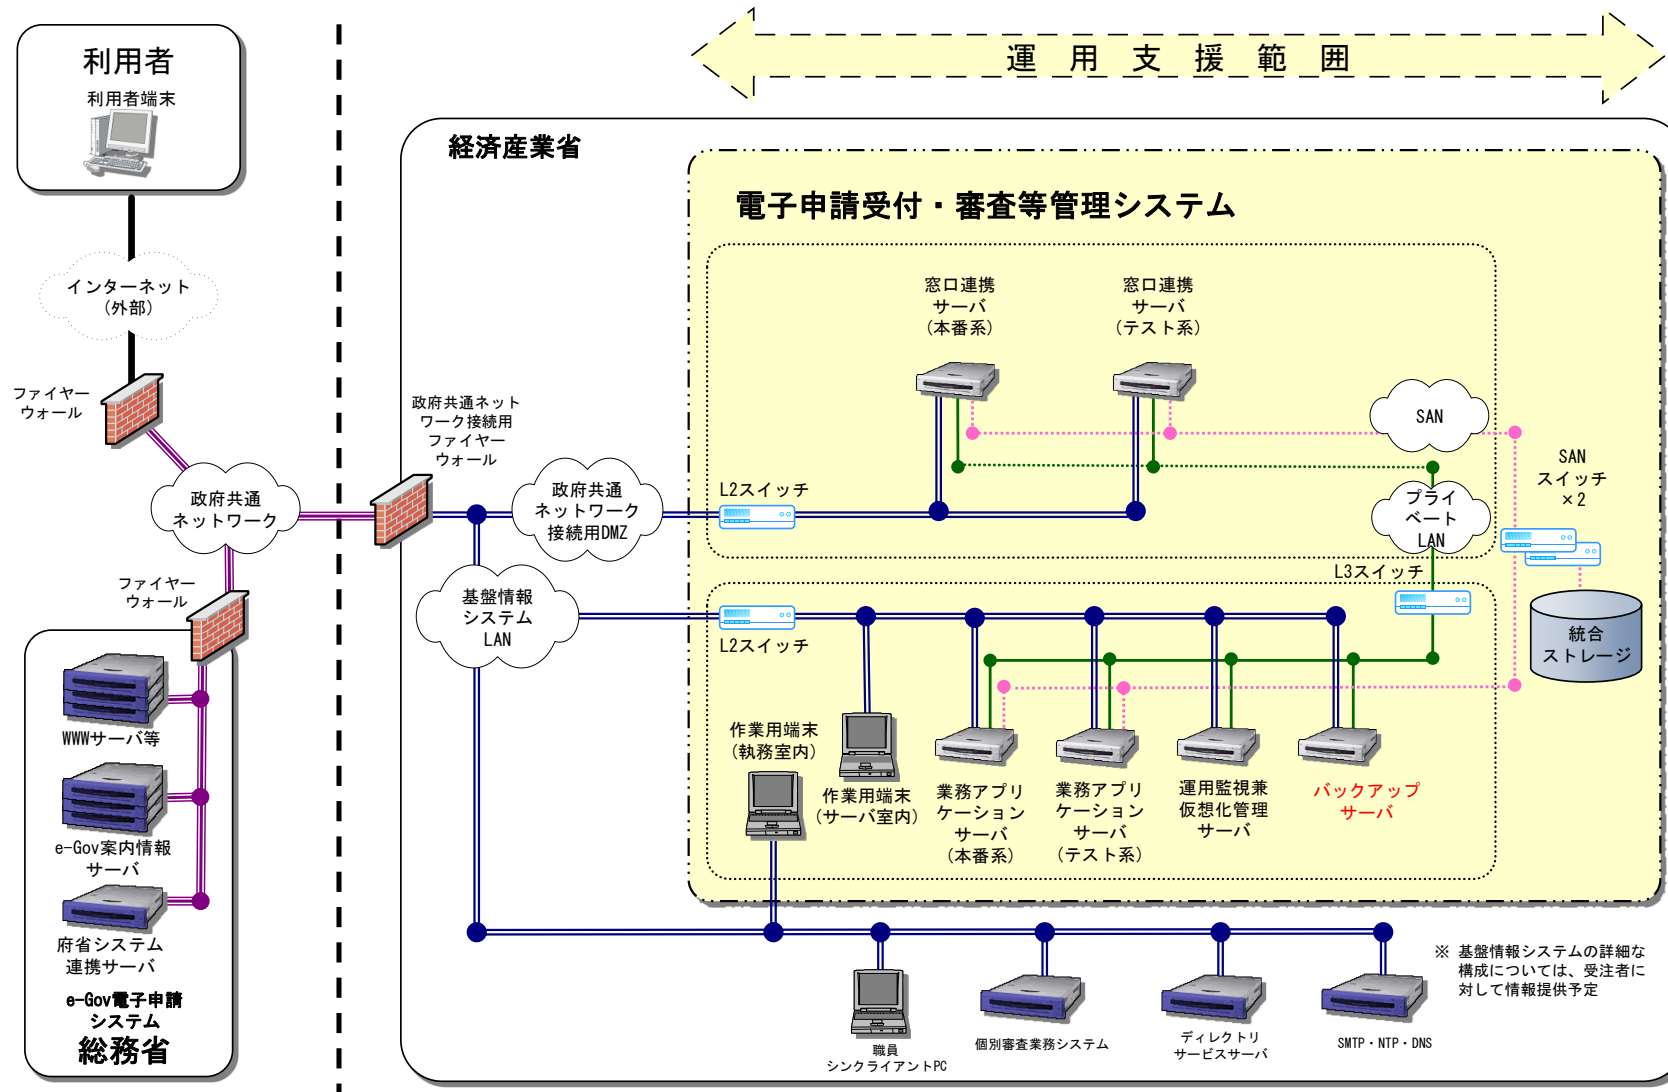 運用支援範囲
利用者
利用者端末
インターネット
(外部)
ファイヤー
ウォール
政府共通
ネットワーク
ファイヤー
ウォール
WWWサーバ等
e-Gov案内情報
サーバ
府省システム
連携サーバ
e-Gov電子申請
システム
総務省
経済産業省
政府共通ネット
ワーク接続用
ファイヤー
ウォール
政府共通
ネットワーク
接続用DMZ
基盤情報
システム
LAN
電子申請受付・審査等管理システム
窓口連携
サーバ
(本番系)
窓口連携
サーバ
(テスト系)
L2スイッチ
SAN
プライ
ベート
LAN
SAN
スイッチ
×2
L3スイッチ
統合
ストレージ
L2スイッチ
作業用端末
(執務室内)
作業用端末
(サーバ室内)
業務アプリ
ケーション
サーバ
(本番系)
業務アプリ
ケーション
サーバ
(テスト系)
運用監視兼
仮想化管理
サーバ
バックアップ
サーバ
職員
シンクライアントPC
個別審査業務システム
ディレクトリ
サービスサーバ
SMTP・NTP・DNS
※ 基盤情報システムの詳細な
構成については、受注者に
対して情報提供予定